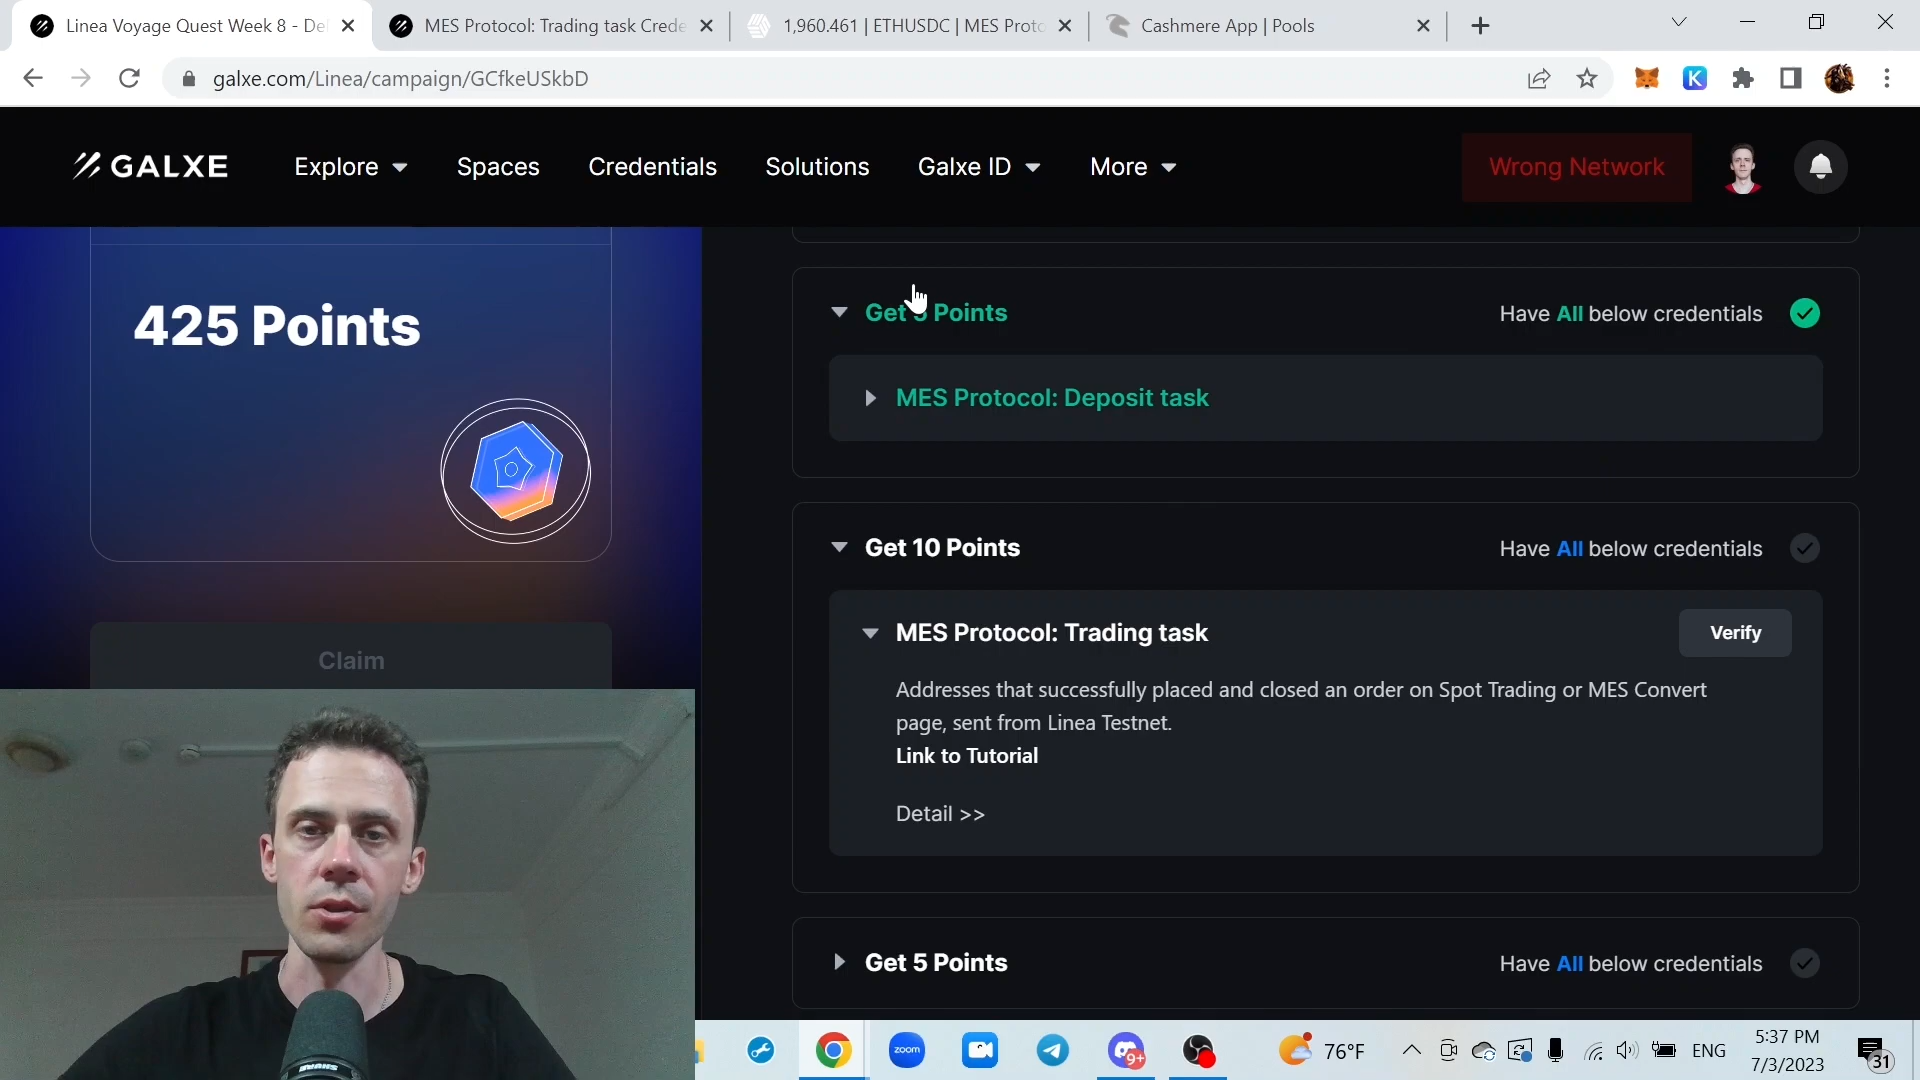 Linea Voyage Quest Week 8 - De
MES Protocol: Trading task Crede
1,960.461 | ETHUSDC | MES Proto
Cashmere App | Pools
galxe.com/Linea/campaign/GCfkeUSkbD
GALXE
Explore
Spaces
Credentials
Solutions
Galxe ID
More
Wrong Network
425 Points
Claim
Get 5 Points
Have All below credentials
MES Protocol: Deposit task
Get 10 Points
Have All below credentials
MES Protocol: Trading task
Verify
Addresses that successfully placed and closed an order on Spot Trading or MES Convert
page, sent from Linea Testnet.
Link to Tutorial
Detail >>
Get 5 Points
Have All below credentials
SHURE
zoom
9+
76°F
ENG
5:37 PM
7/3/2023
31